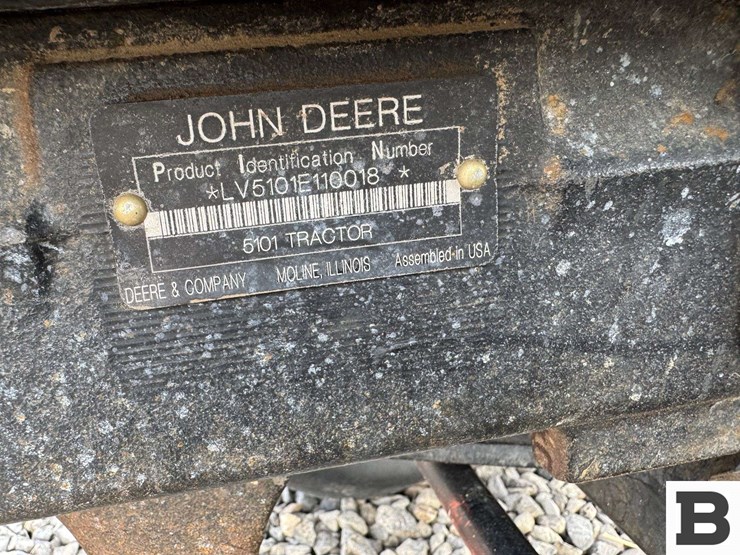 JOHN DEERE
Product Identification Number
*LV5101E110018 *
5101 TRACTOR
DEERE & COMPANY MOLINE, ILLINOIS Assembled-in USA
B